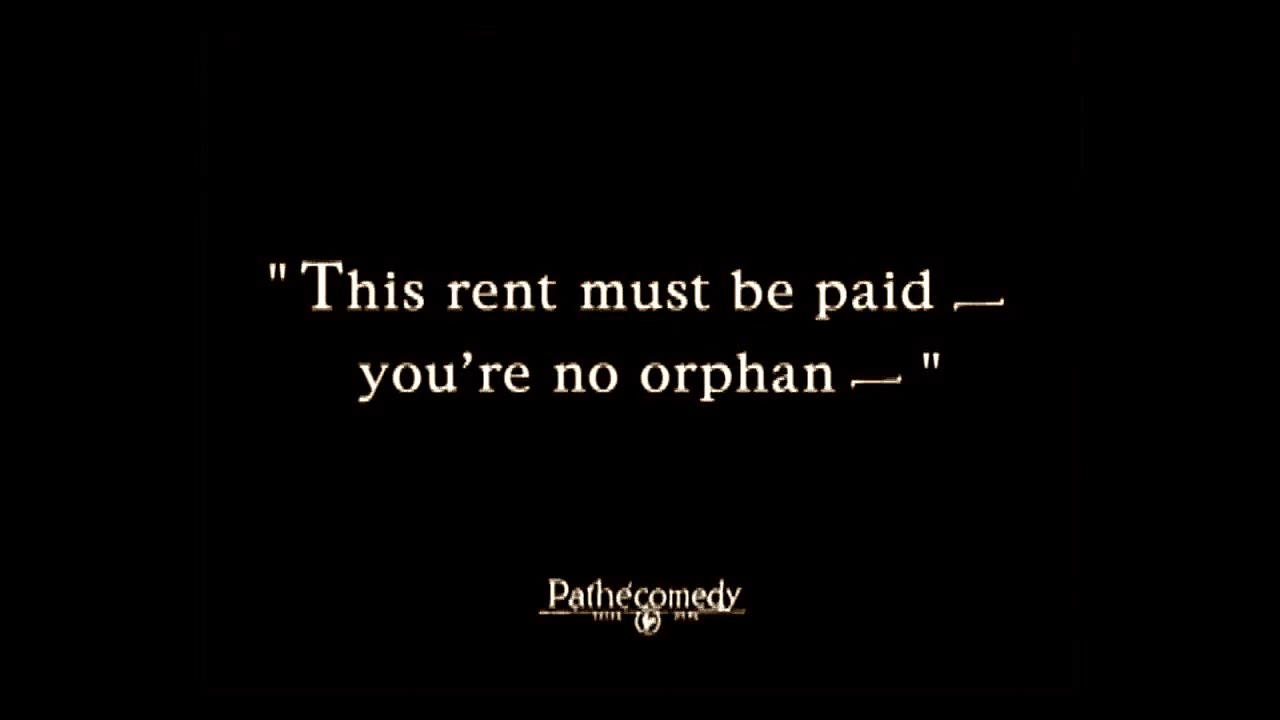 "This rent must be paid —
you're no orphan — "
Pathécomedy